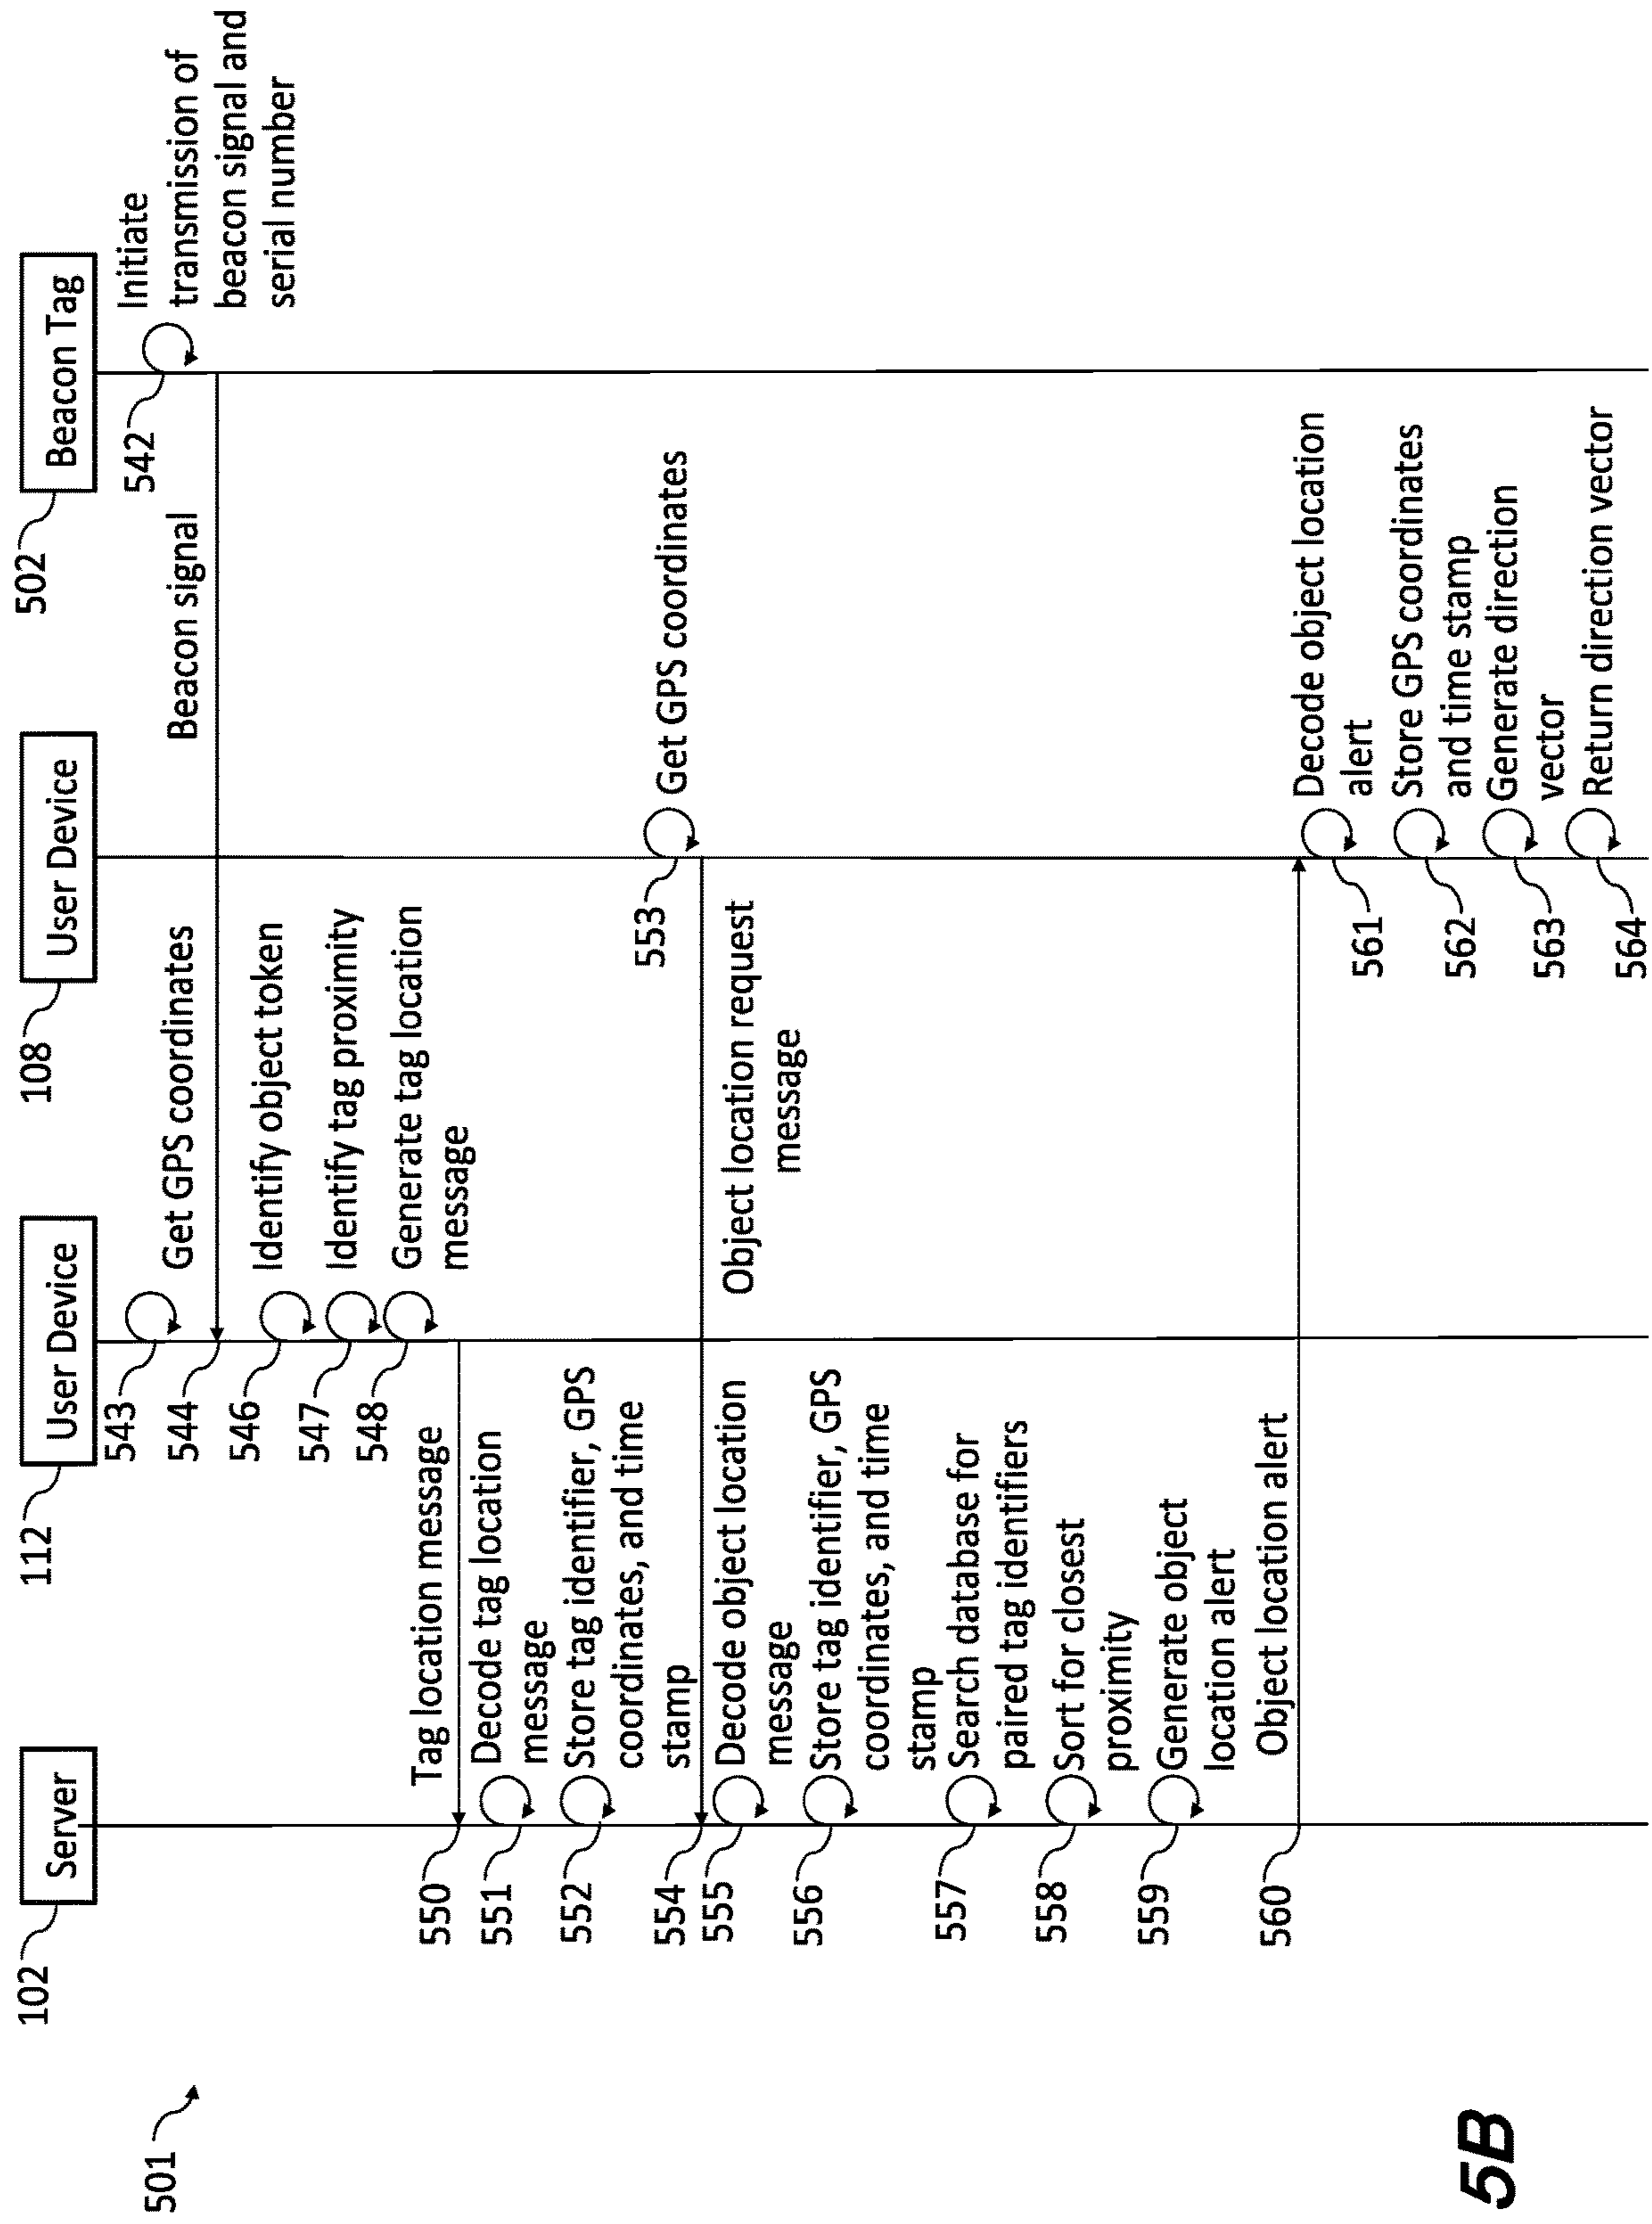 501
102
Server
112
User Device
108
User Device
502
Beacon Tag
542
Initiate
transmission of
beacon signal and
serial number
543
Get GPS coordinates
544
Beacon signal
546
Identify object token
547
Identify tag proximity
548
Generate tag location
message
550
Tag location message
551
Decode tag location
message
552
Store tag identifier, GPS
coordinates, and time
stamp
553
Get GPS coordinates
554
Object location request
message
555
Decode object location
message
556
Store tag identifier, GPS
coordinates, and time
stamp
557
Search database for
paired tag identifiers
558
Sort for closest
proximity
559
Generate object
location alert
560
Object location alert
561
Decode object location
alert
562
Store GPS coordinates
and time stamp
563
Generate direction
vector
564
Return direction vector
5B